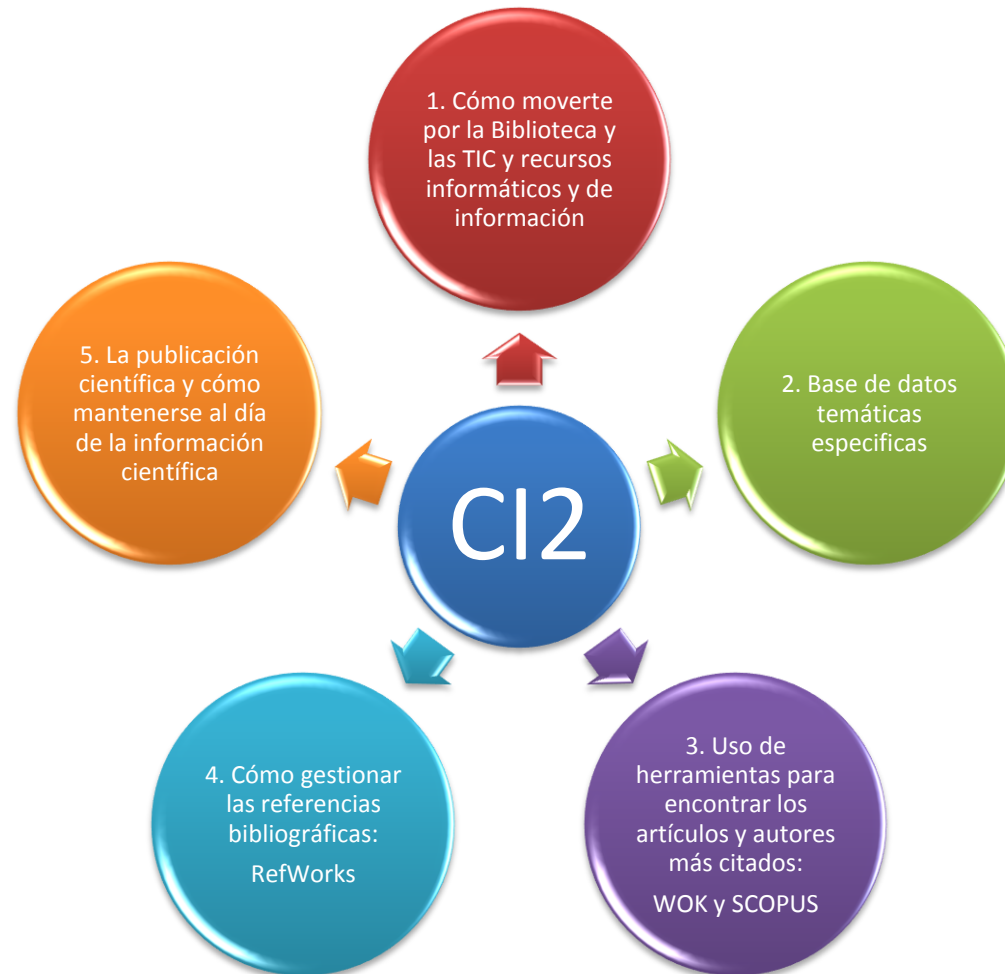 1. Cómo moverte
por la Biblioteca y
las TIC y recursos
informáticos y de
información
2. Base de datos
temáticas
especificas
3. Uso de
herramientas para
encontrar los
artículos y autores
más citados:
WOK y SCOPUS
4. Cómo gestionar
las referencias
bibliográficas:
RefWorks
5. La publicación
científica y cómo
mantenerse al día
de la información
científica
CI2